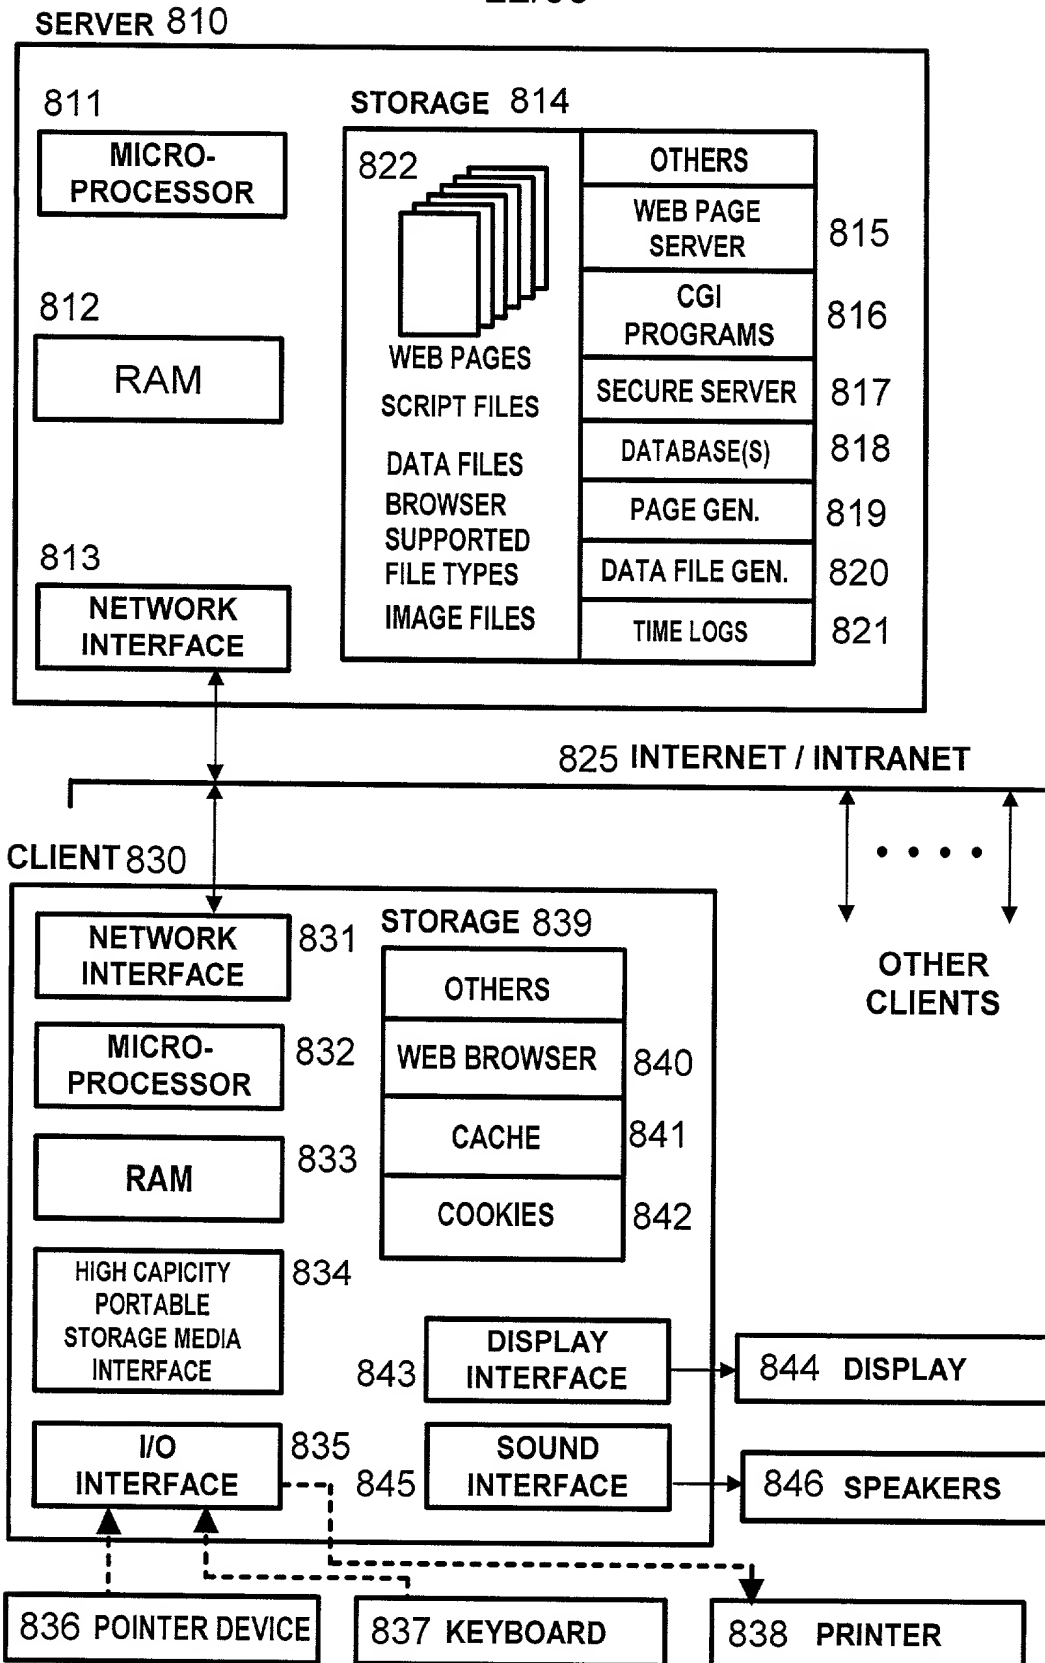 SERVER 810
811
MICRO-
PROCESSOR
812
RAM
813
NETWORK
INTERFACE
STORAGE 814
822
WEB PAGES
SCRIPT FILES
DATA FILES
BROWSER
SUPPORTED
FILE TYPES
IMAGE FILES
OTHERS
WEB PAGE
SERVER
815
CGI
PROGRAMS
816
SECURE SERVER 817
DATABASE(S) 818
PAGE GEN. 819
DATA FILE GEN. 820
TIME LOGS 821
825 INTERNET / INTRANET
OTHER
CLIENTS
CLIENT 830
NETWORK
INTERFACE
831
MICRO-
PROCESSOR
832
RAM
833
HIGH CAPICITY
PORTABLE
STORAGE MEDIA
INTERFACE
834
I/O
INTERFACE
835
STORAGE 839
OTHERS
WEB BROWSER 840
CACHE 841
COOKIES 842
DISPLAY
INTERFACE
843
844 DISPLAY
SOUND
INTERFACE
845
846 SPEAKERS
836 POINTER DEVICE
837 KEYBOARD
838 PRINTER